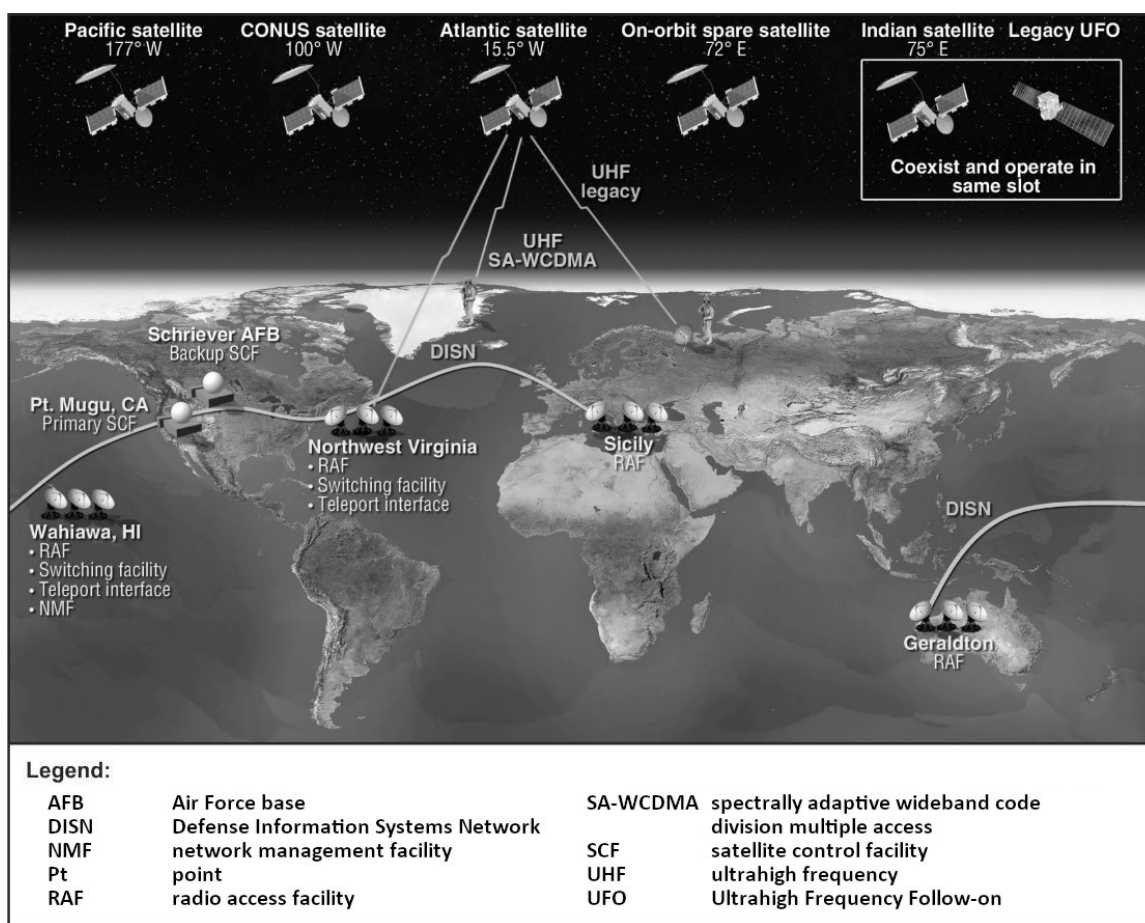 Pacific satellite
177° W
CONUS satellite
100° W
Atlantic satellite
15.5° W
On-orbit spare satellite
72° E
Indian satellite
75° E
Legacy UFO
Coexist and operate in
same slot
UHF
legacy
UHF
SA-WCDMA
Schriever AFB
Backup SCF
DISN
Pt. Mugu, CA
Primary SCF
Northwest Virginia
• RAF
• Switching facility
• Teleport interface
Sicily
RAF
Wahiawa, HI
• RAF
• Switching facility
• Teleport interface
• NMF
DISN
Geraldton
RAF
Legend:
AFB Air Force base
DISN Defense Information Systems Network
NMF network management facility
Pt point
RAF radio access facility
SA-WCDMA spectrally adaptive wideband code
division multiple access
SCF satellite control facility
UHF ultrahigh frequency
UFO Ultrahigh Frequency Follow-on